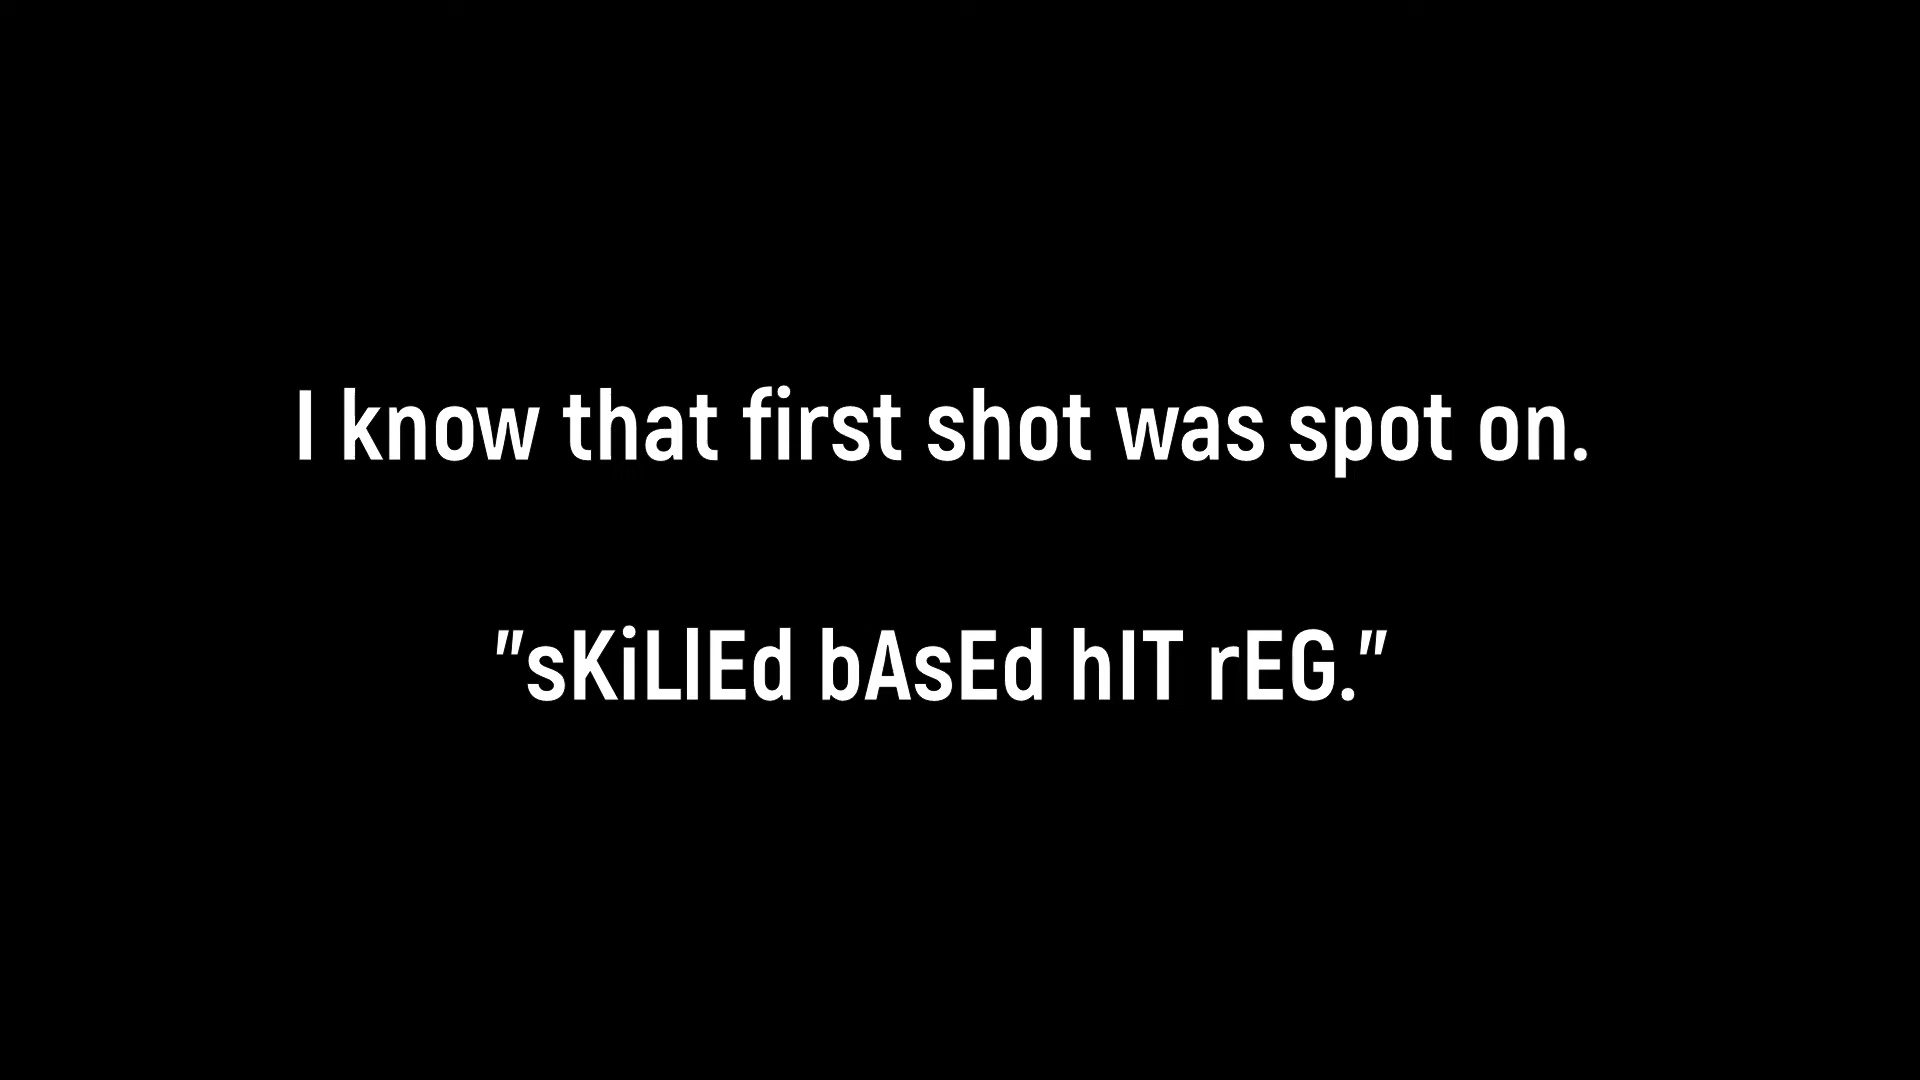 I know that first shot was spot on.
"sKiLlEd bAsEd hIT rEG."